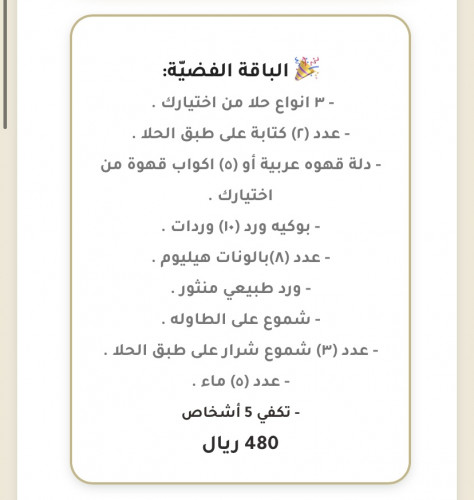 🎉 الباقة الفضيّة:
- ٣ انواع حلا من اختيارك .
- عدد (٢) كتابة على طبق الحلا .
- دلة قهوه عربية أو (٥) اكواب قهوة من
اختيارك .
- بوكيه ورد (١٠) وردات .
- عدد (٨)بالونات هيليوم .
- ورد طبيعي منثور .
- شموع على الطاوله .
- عدد (٣) شموع شرار على طبق الحلا .
- عدد (٥) ماء .
- تكفي 5 أشخاص
480 ريال